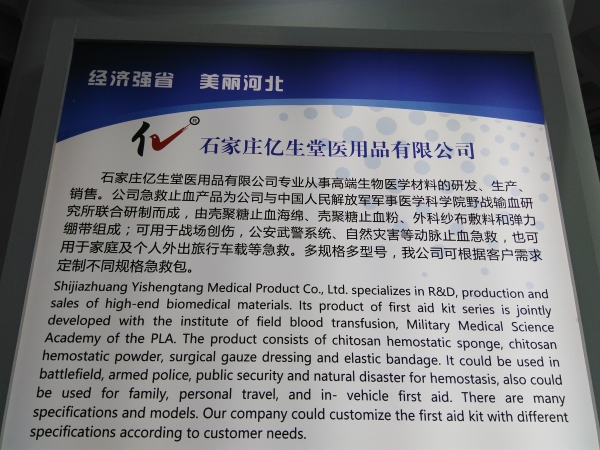 经济强省 美丽河北
亿 ®
石家庄亿生堂医用品有限公司
石家庄亿生堂医用品有限公司专业从事高端生物医学材料的研发、生产、
销售。公司急救止血产品为公司与中国人民解放军军事医学科学院野战输血研
究所联合研制而成，由壳聚糖止血海绵、壳聚糖止血粉、外科纱布敷料和弹力
绷带组成；可用于战场创伤，公安武警系统、自然灾害等动脉止血急救，也可
用于家庭及个人外出旅行车载等急救。多规格多型号，我公司可根据客户需求
定制不同规格急救包。
Shijiazhuang Yishengtang Medical Product Co., Ltd. specializes in R&D, production and
sales of high-end biomedical materials. Its product of first aid kit series is jointly
developed with the institute of field blood transfusion, Military Medical Science
Academy of the PLA. The product consists of chitosan hemostatic sponge, chitosan
hemostatic powder, surgical gauze dressing and elastic bandage. It could be used in
battlefield, armed police, public security and natural disaster for hemostasis, also could
be used for family, personal travel, and in- vehicle first aid. There are many
specifications and models. Our company could customize the first aid kit with different
specifications according to customer needs.